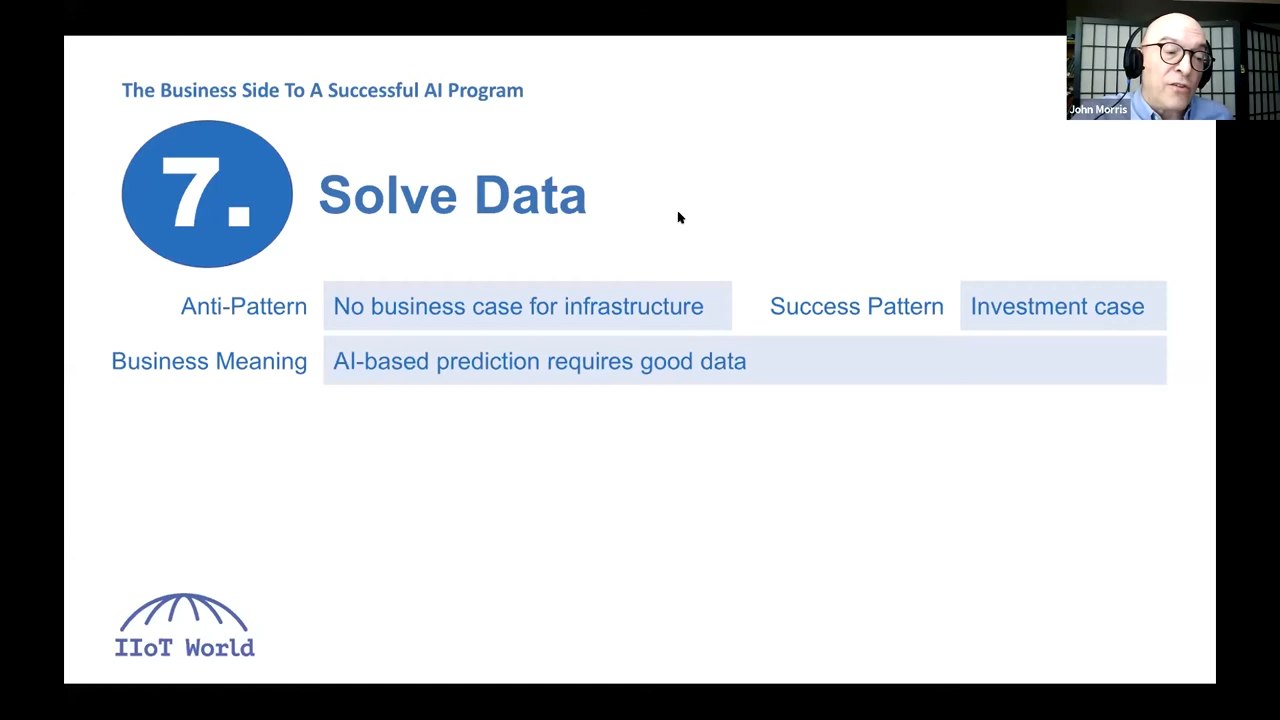 The Business Side To A Successful AI Program
John Morris
7.
Solve Data
Anti-Pattern
No business case for infrastructure
Success Pattern
Investment case
Business Meaning
AI-based prediction requires good data
IIoT World